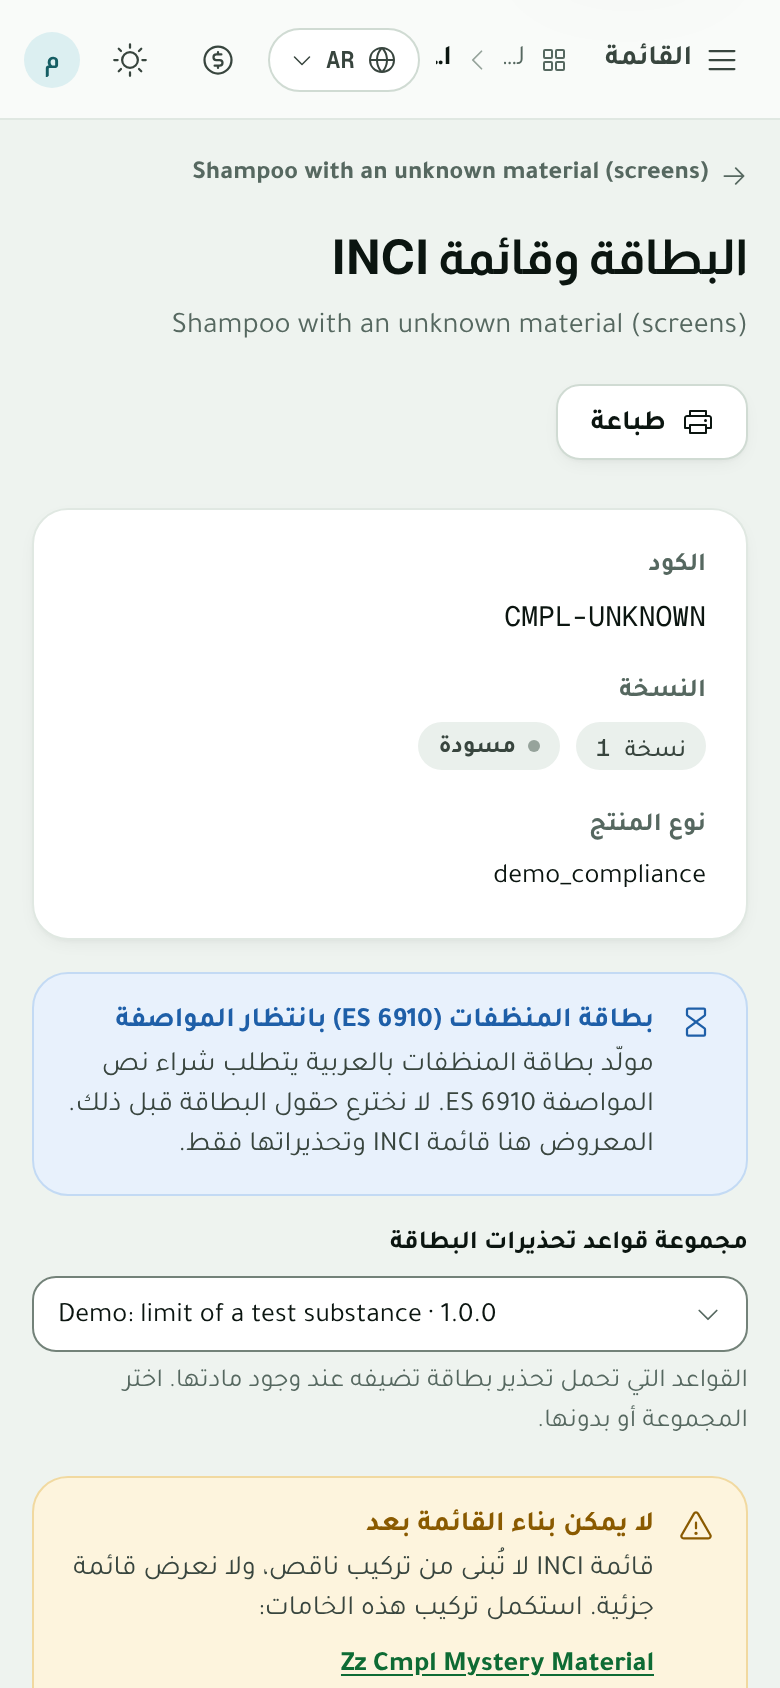 القائمة
لـ...
AR
م
Shampoo with an unknown material (screens)
البطاقة وقائمة INCI
Shampoo with an unknown material (screens)
طباعة
الكود
CMPL-UNKNOWN
النسخة
نسخة 1
مسودة
نوع المنتج
demo_compliance
بطاقة المنظفات (ES 6910) بانتظار المواصفة
مولّد بطاقة المنظفات بالعربية يتطلب شراء نص
المواصفة ES 6910. لا نخترع حقول البطاقة قبل ذلك.
المعروض هنا قائمة INCI وتحذيراتها فقط.
مجموعة قواعد تحذيرات البطاقة
Demo: limit of a test substance · 1.0.0
القواعد التي تحمل تحذير بطاقة تضيفه عند وجود مادتها. اختر
المجموعة أو بدونها.
لا يمكن بناء القائمة بعد
قائمة INCI لا تُبنى من تركيب ناقص، ولا نعرض قائمة
جزئية. استكمل تركيب هذه الخامات:
Zz Cmpl Mystery Material